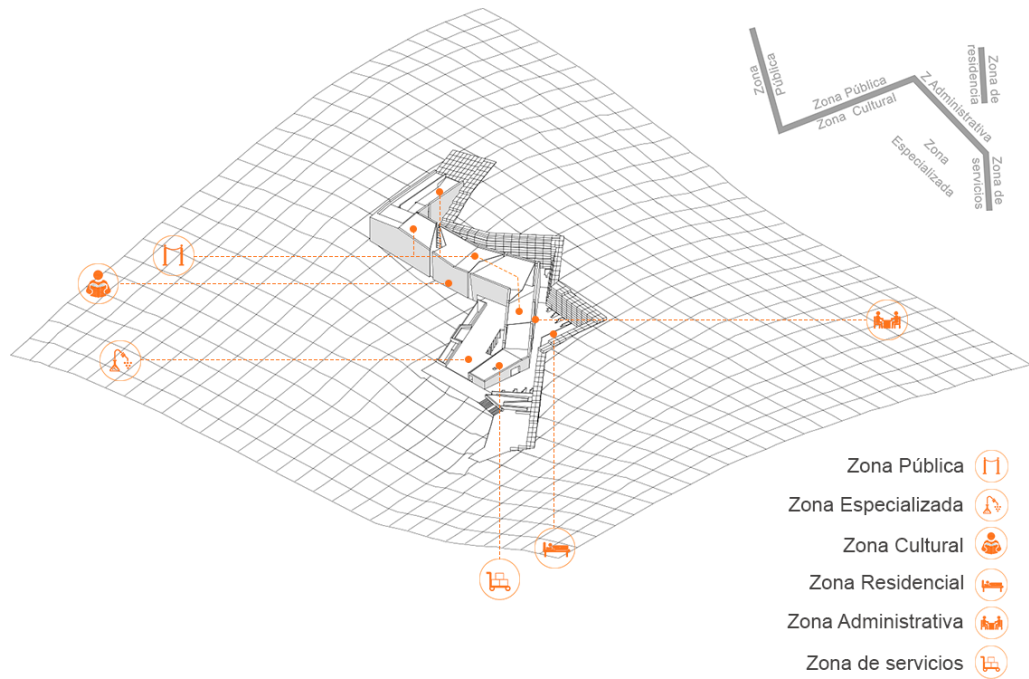 Zona
Pública
Zona Pública
Zona Cultural
Z Administrativa
Zona de
residencia
Zona
Especializada
Zona de
servicios
Zona Pública
Zona Especializada
Zona Cultural
Zona Residencial
Zona Administrativa
Zona de servicios